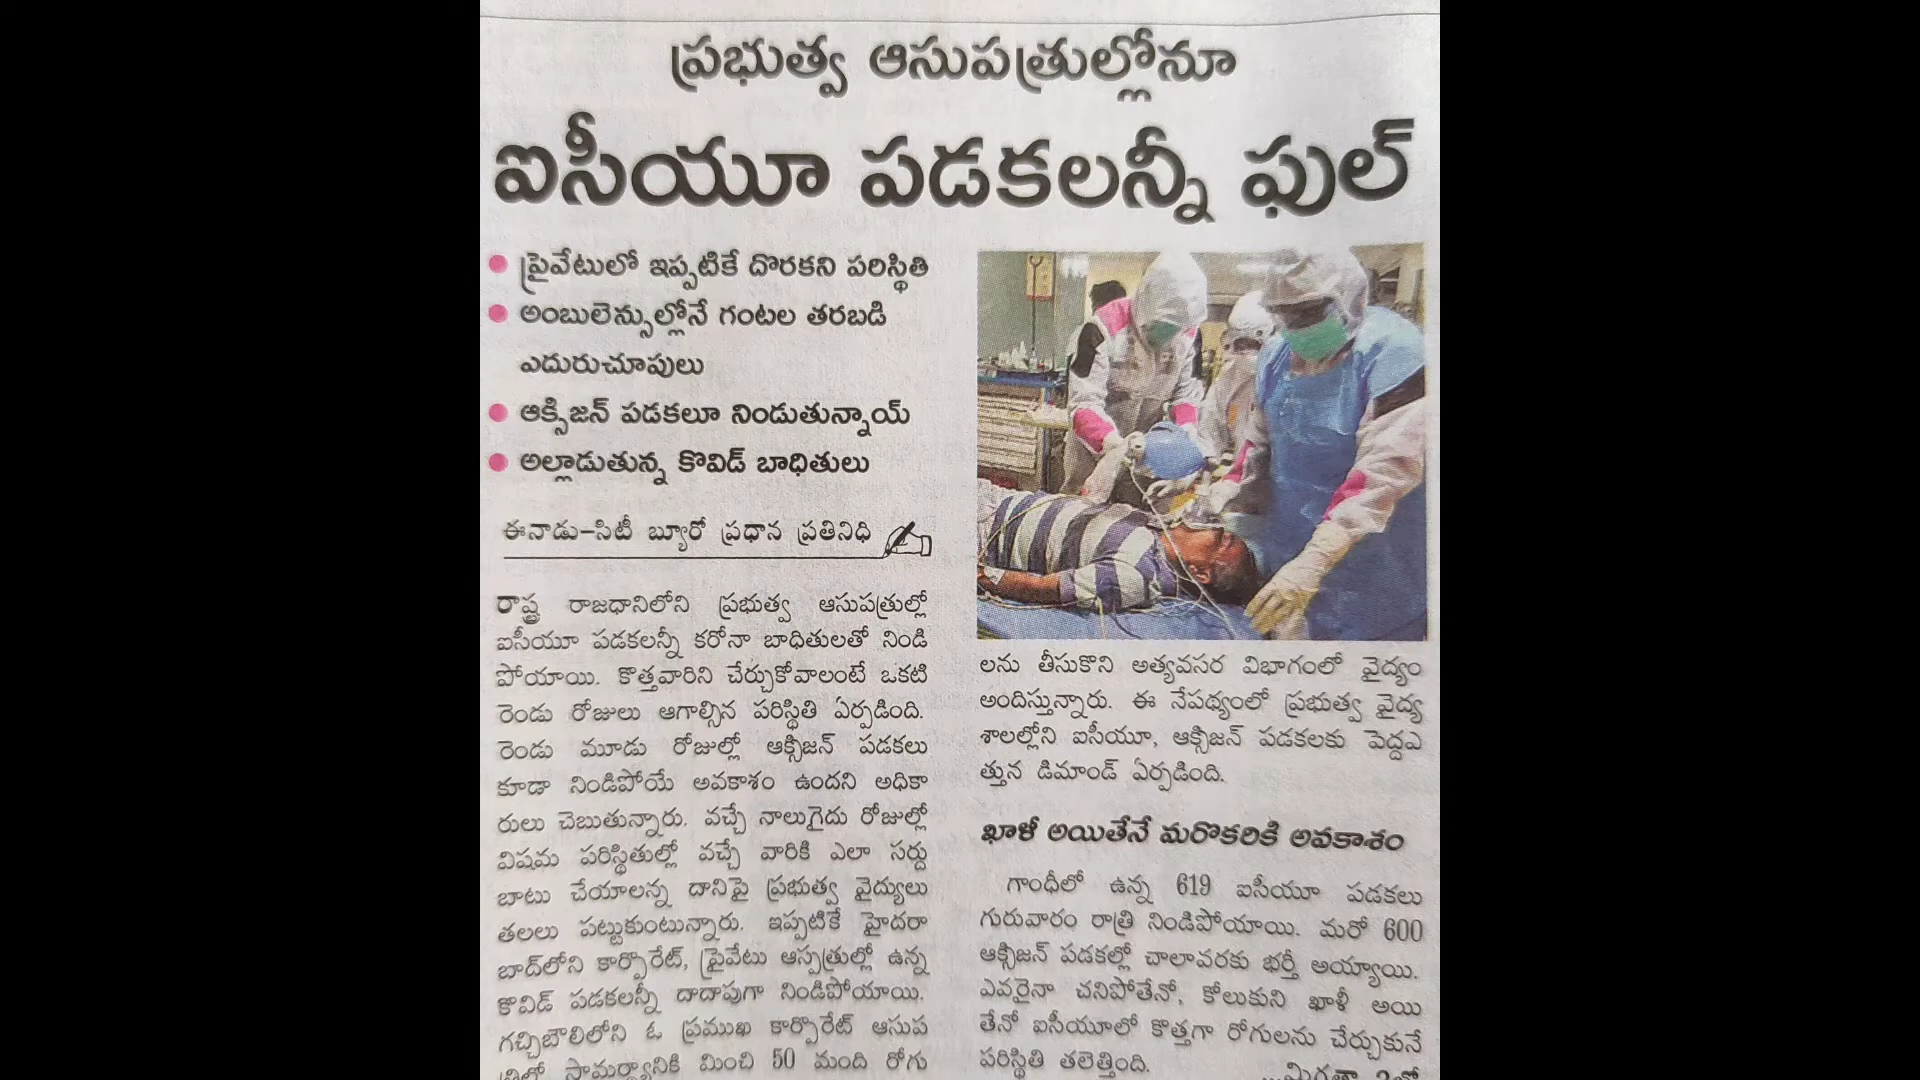 ప్రభుత్వ ఆసుపత్రుల్లోనూ
ఐసీయూ పడకలన్నీ ఫుల్
ప్రైవేటులో ఇప్పటికే దొరకని పరిస్థితి
అంబులెన్సుల్లోనే గంటల తరబడి
ఎదురుచూపులు
ఆక్సిజన్ పడకలూ నిండుతున్నాయ్
అల్లాడుతున్న కొవిడ్ బాధితులు
ఈనాడు-సిటీ బ్యూరో ప్రధాన ప్రతినిధి
రాష్ట్ర రాజధానిలోని ప్రభుత్వ ఆసుపత్రుల్లో
ఐసీయూ పడకలన్నీ కరోనా బాధితులతో నిండి
పోయాయి. కొత్తవారిని చేర్చుకోవాలంటే ఒకటి
రెండు రోజులు ఆగాల్సిన పరిస్థితి ఏర్పడింది.
రెండు మూడు రోజుల్లో ఆక్సిజన్ పడకలు
కూడా నిండిపోయే అవకాశం ఉందని అధికా
రులు చెబుతున్నారు. వచ్చే నాలుగైదు రోజుల్లో
విషమ పరిస్థితుల్లో వచ్చే వారికి ఎలా సర్దు
బాటు చేయాలన్న దానిపై ప్రభుత్వ వైద్యులు
తలలు పట్టుకుంటున్నారు. ఇప్పటికే హైదరా
బాద్‌లోని కార్పొరేట్, ప్రైవేటు ఆస్పత్రుల్లో ఉన్న
కొవిడ్ పడకలన్నీ దాదాపుగా నిండిపోయాయి.
గచ్చిబౌలిలోని ఓ ప్రముఖ కార్పొరేట్ ఆసుప
త్రిలో సామర్థ్యానికి మించి 50 మంది రోగు
లను తీసుకొని అత్యవసర విభాగంలో వైద్యం
అందిస్తున్నారు. ఈ నేపథ్యంలో ప్రభుత్వ వైద్య
శాలల్లోని ఐసీయూ, ఆక్సిజన్ పడకలకు పెద్దఎ
త్తున డిమాండ్ ఏర్పడింది.
ఖాళీ అయితేనే మరొకరికి అవకాశం
గాంధీలో ఉన్న 619 ఐసీయూ పడకలు
గురువారం రాత్రి నిండిపోయాయి. మరో 600
ఆక్సిజన్ పడకల్లో చాలావరకు భర్తీ అయ్యాయి.
ఎవరైనా చనిపోతేనో, కోలుకుని ఖాళీ అయి
తేనో ఐసీయూలో కొత్తగా రోగులను చేర్చుకునే
పరిస్థితి తలెత్తింది.
...మిగతా 2లో